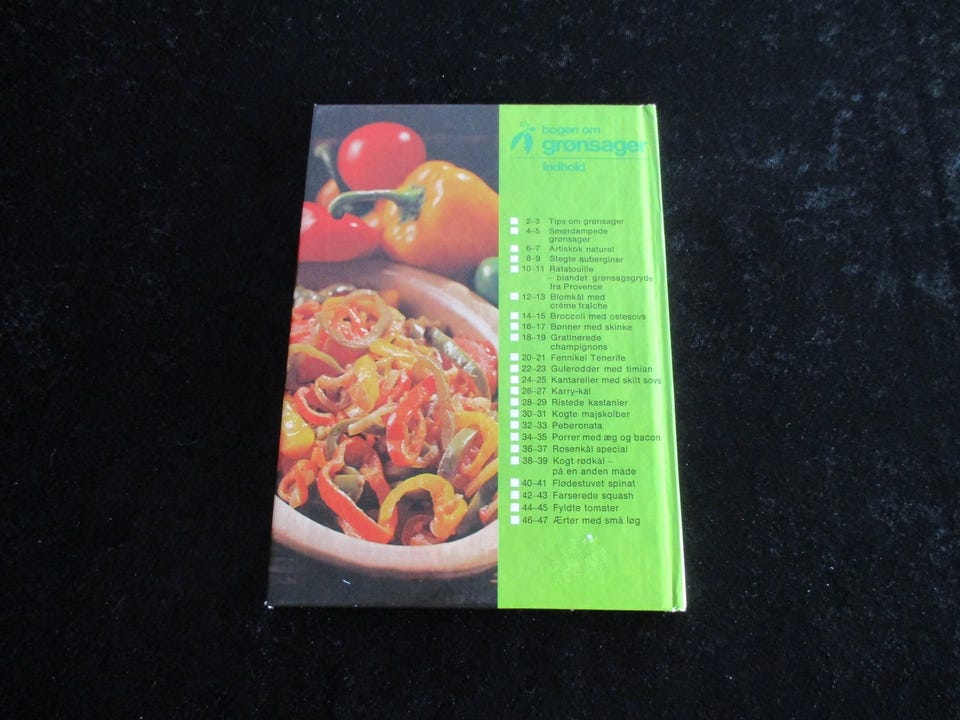 bogen om
grønsager
Indhold
2-3 Tips om grønsager
4-5 Smørdampede
grønsager
6-7 Artiskok naturel
8-9 Stegte auberginer
10-11 Ratatouille
– blandet grønsagsgryde
fra Provence
12-13 Blomkål med
crème fraîche
14-15 Broccoli med ostesovs
16-17 Bønner med skinke
18-19 Gratinerede
champignons
20-21 Fennikel Tenerife
22-23 Gulerødder med timian
24-25 Kantareller med skilt sovs
26-27 Karry-kål
28-29 Ristede kastanier
30-31 Kogte majskolber
32-33 Peberonata
34-35 Porrer med æg og bacon
36-37 Rosenkål special
38-39 Kogt rødkål –
på en anden måde
40-41 Flødestuvet spinat
42-43 Farserede squash
44-45 Fyldte tomater
46-47 Ærter med små løg